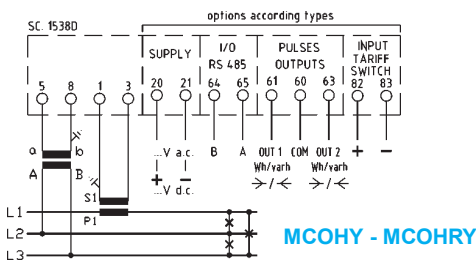 options according types
SC. 1538D
SUPPLY
I/O
RS 485
PULSES
OUTPUTS
INPUT
TARIFF
SWITCH
5 8 1 3 20 21 64 65 61 60 63 82 83
a b
A B
S1
P1
...V a.c.
+ −
...V d.c.
B A OUT 1 COM OUT 2 + −
Wh/varh Wh/varh
L1
L2
L3
MCOHY - MCOHRY